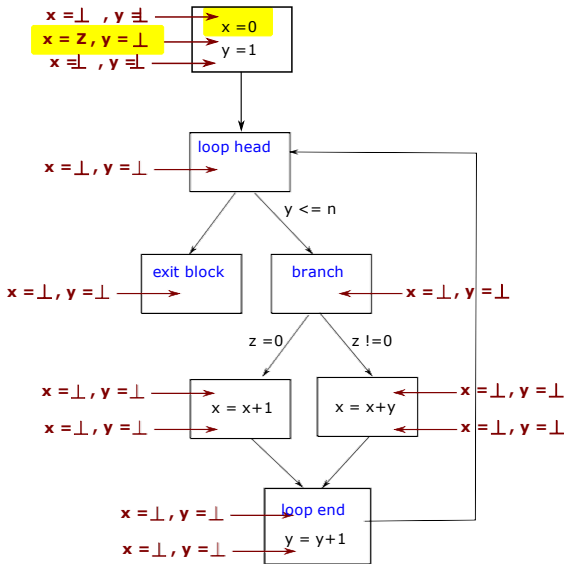 x = ⊥ , y = ⊥
x = 0
x = Z, y = ⊥
y = 1
x = ⊥ , y = ⊥
loop head
x = ⊥ , y = ⊥
y <= n
exit block
branch
x = ⊥ , y = ⊥
x = ⊥ , y = ⊥
z =0
z !=0
x = ⊥ , y = ⊥
x = ⊥ , y = ⊥
x = x+1
x = x+y
x = ⊥ , y = ⊥
x = ⊥ , y = ⊥
loop end
x = ⊥ , y = ⊥
y = y+1
x = ⊥ , y = ⊥